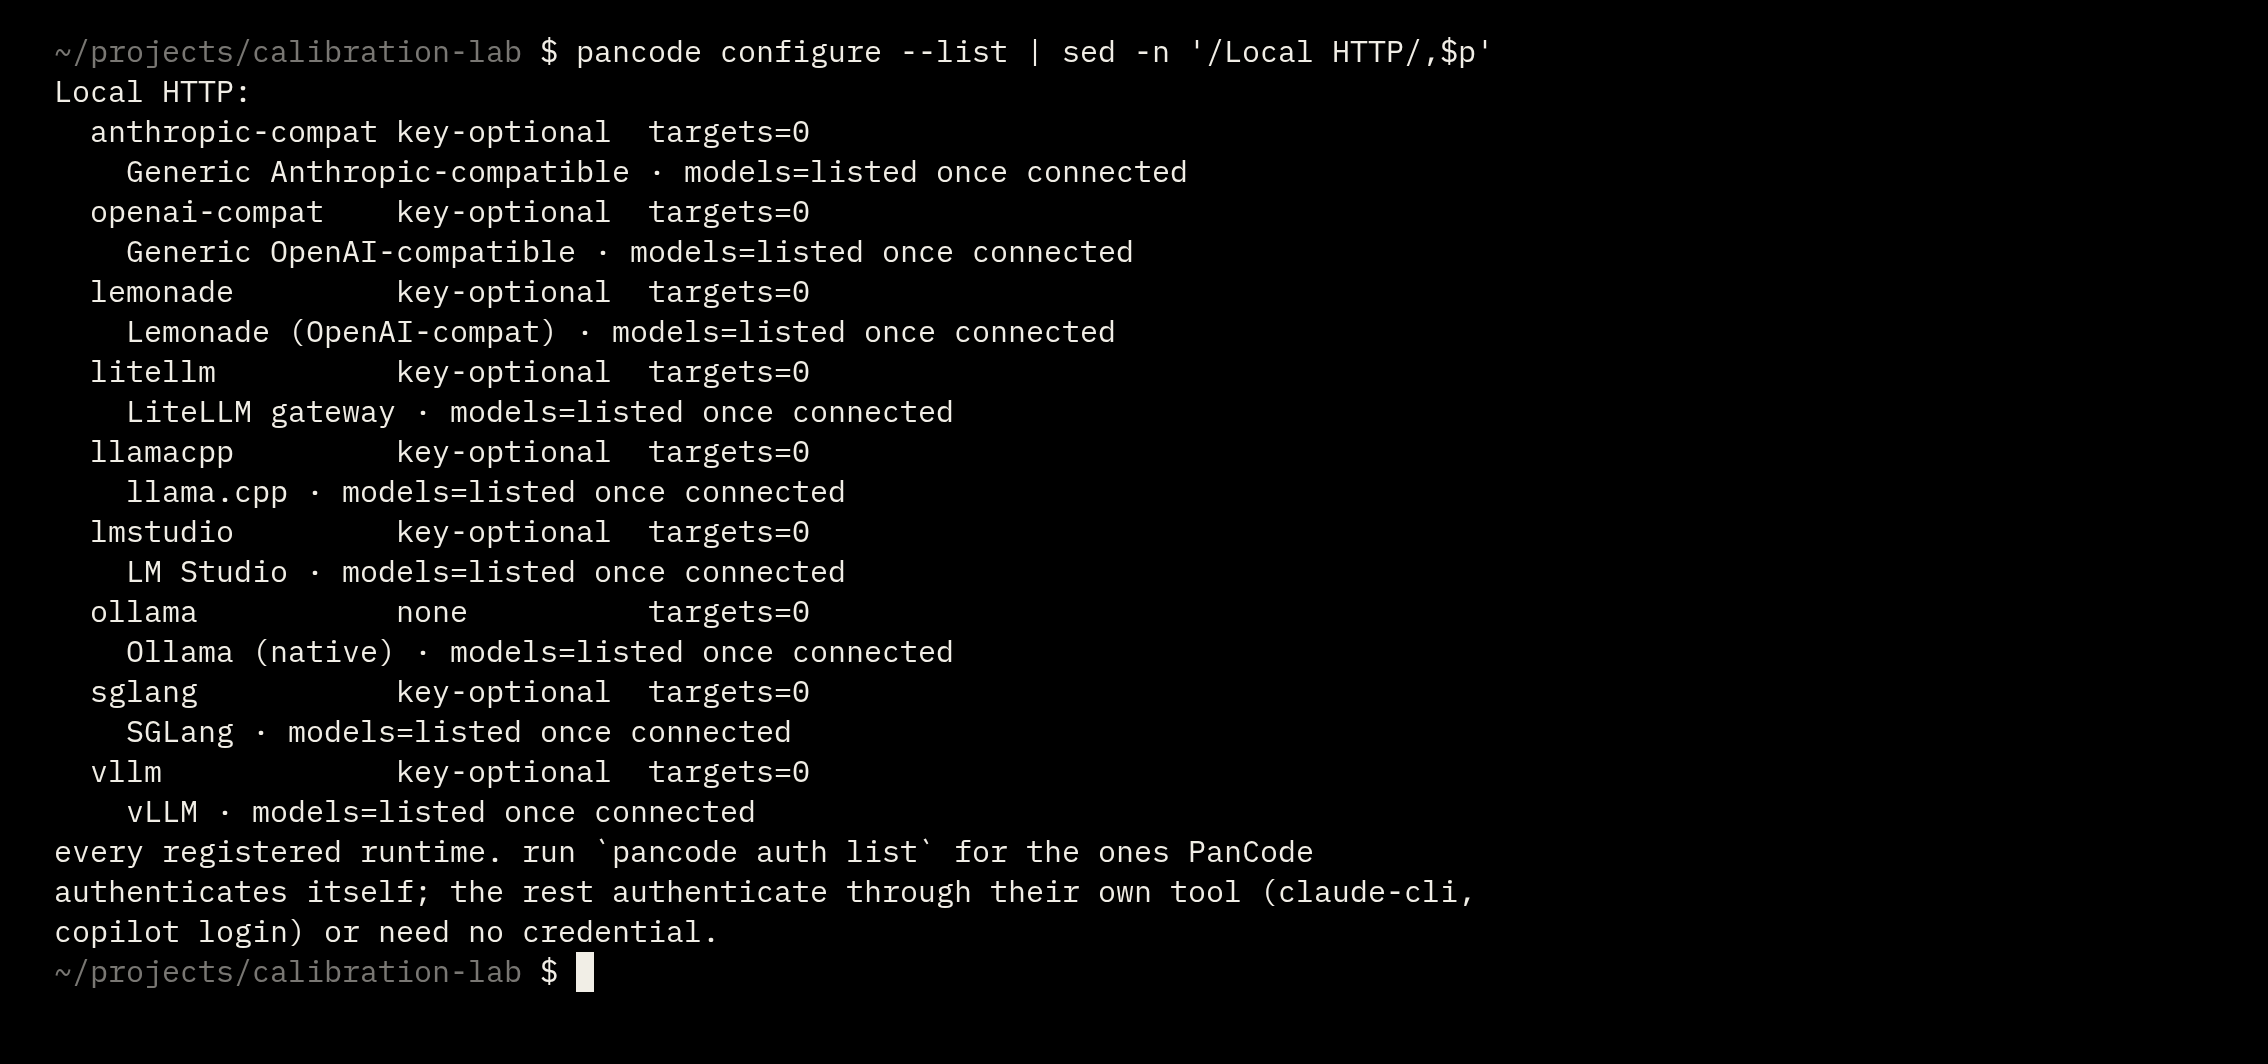 ~/projects/calibration-lab $ pancode configure --list | sed -n '/Local HTTP/,$p'
Local HTTP:
  anthropic-compat key-optional  targets=0
    Generic Anthropic-compatible · models=listed once connected
  openai-compat    key-optional  targets=0
    Generic OpenAI-compatible · models=listed once connected
  lemonade         key-optional  targets=0
    Lemonade (OpenAI-compat) · models=listed once connected
  litellm          key-optional  targets=0
    LiteLLM gateway · models=listed once connected
  llamacpp         key-optional  targets=0
    llama.cpp · models=listed once connected
  lmstudio         key-optional  targets=0
    LM Studio · models=listed once connected
  ollama           none          targets=0
    Ollama (native) · models=listed once connected
  sglang           key-optional  targets=0
    SGLang · models=listed once connected
  vllm             key-optional  targets=0
    vLLM · models=listed once connected
every registered runtime. run `pancode auth list` for the ones PanCode
authenticates itself; the rest authenticate through their own tool (claude-cli,
copilot login) or need no credential.
~/projects/calibration-lab $